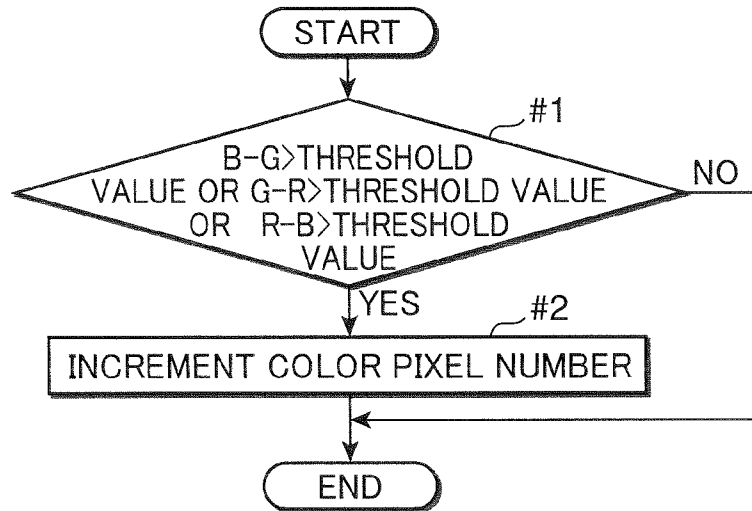 START
#1
B-G>THRESHOLD
VALUE OR G-R>THRESHOLD VALUE
OR R-B>THRESHOLD
VALUE
NO
YES
#2
INCREMENT COLOR PIXEL NUMBER
END